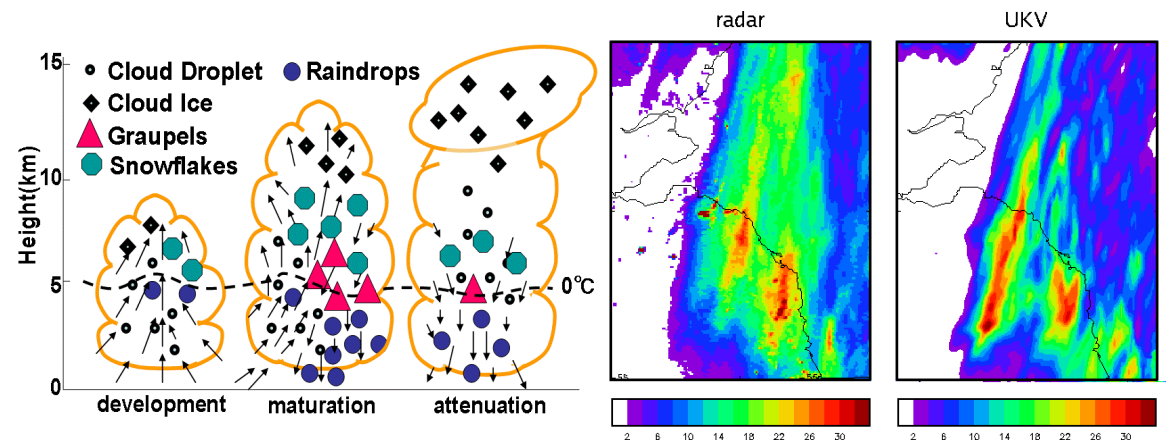 radar
UKV
15
Cloud Droplet
Raindrops
Cloud Ice
Graupels
Snowflakes
10
Height(km)
5
0°C
0
development
maturation
attenuation
2 6 10 14 18 22 26 30
2 6 10 14 18 22 26 30